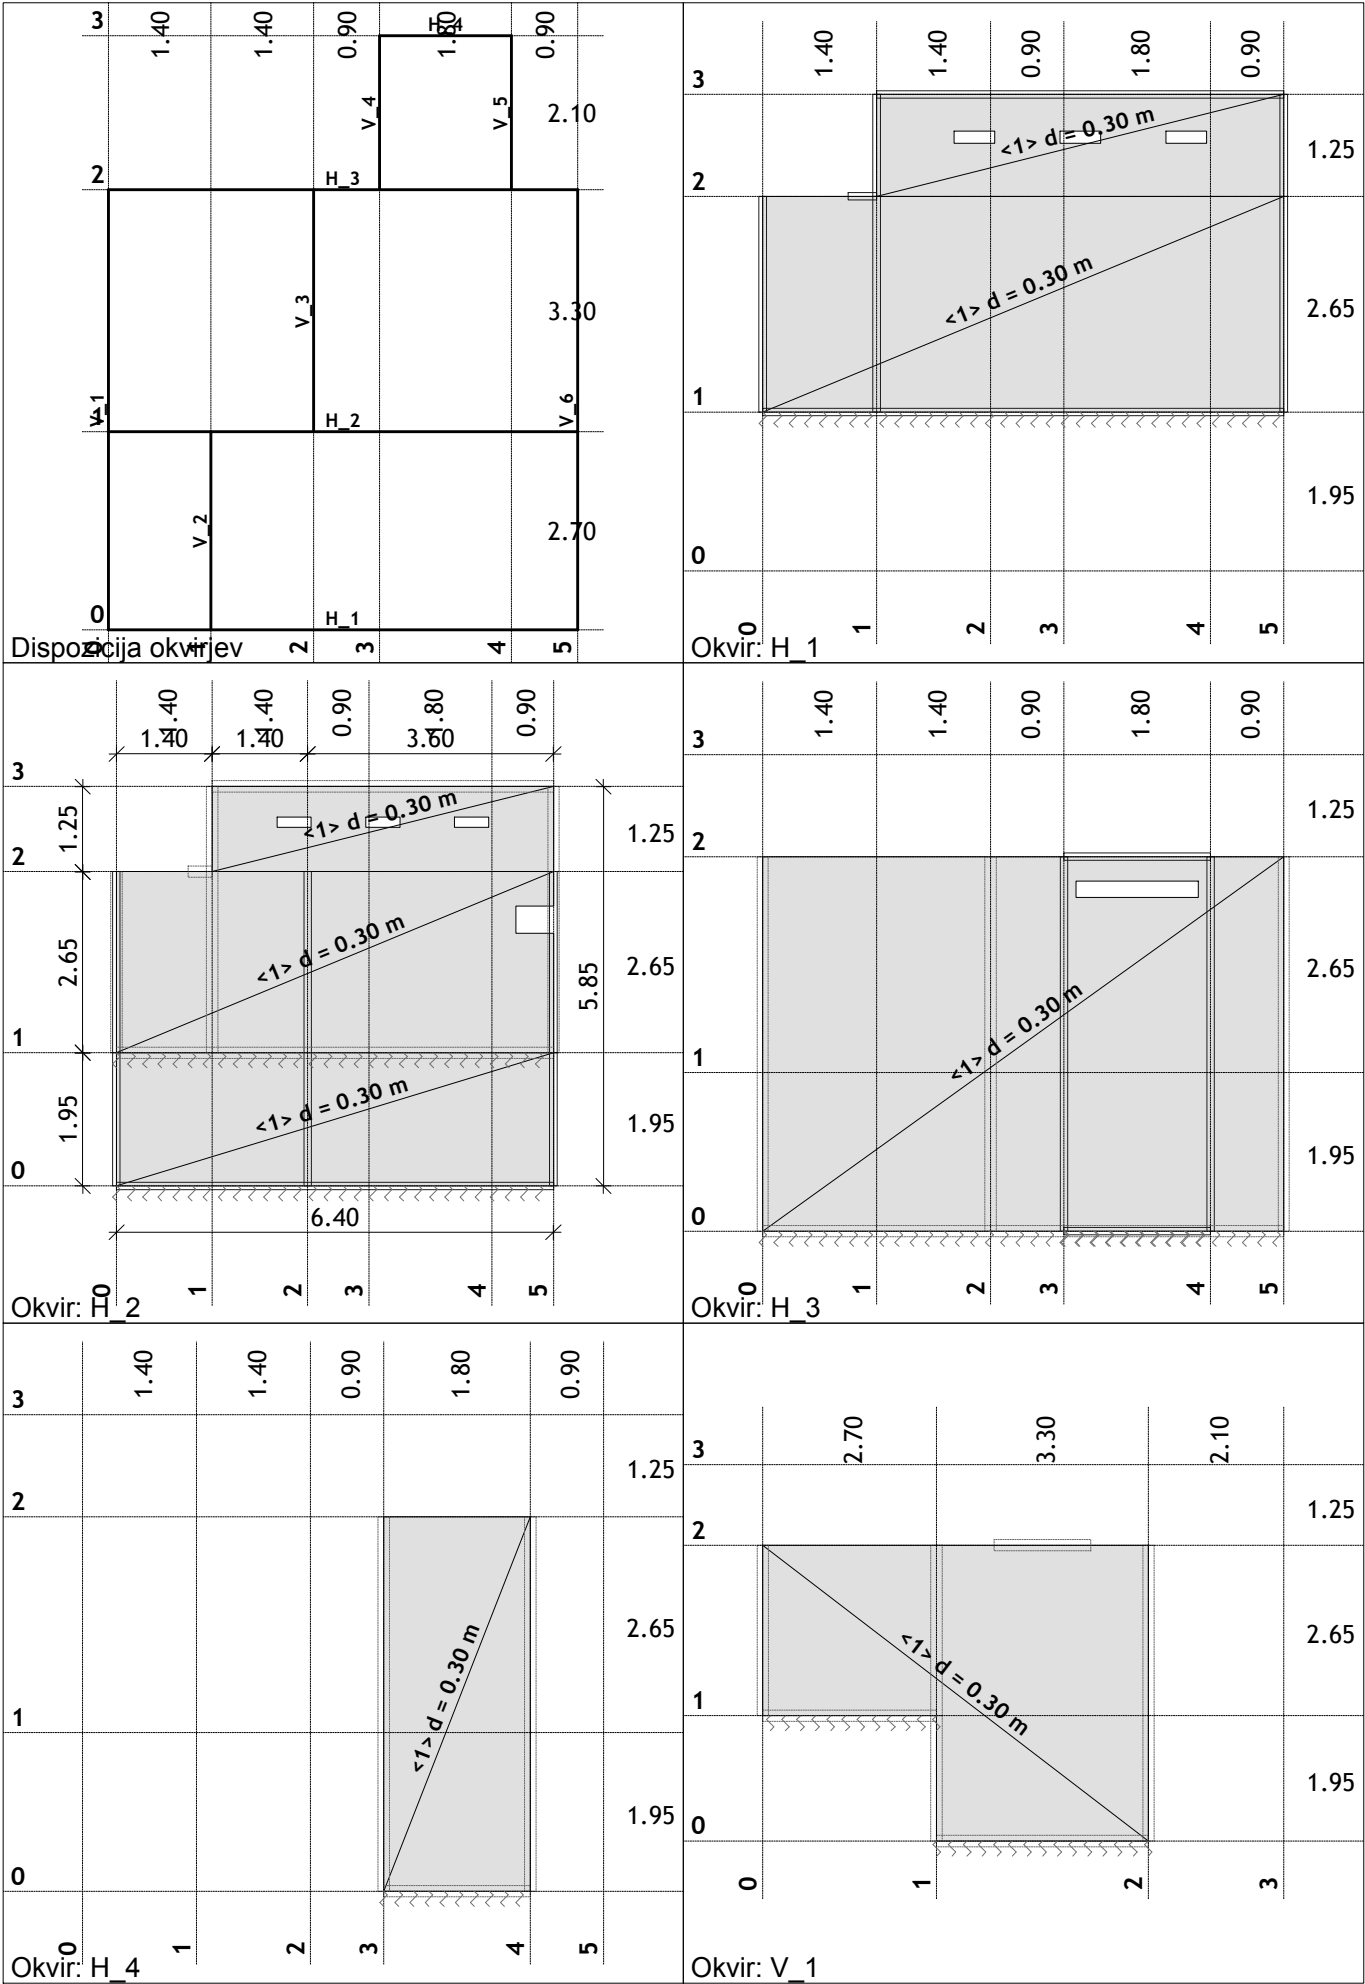 3
1.40
1.40
0.90
H_4
1.80
0.90
V_4
V_5
2.10
2
H_3
V_3
3.30
V_1
1
V_6
H_2
V_2
2.70
0
H_1
0 1 2 3 4 5
Dispozicija okvirjev
1.40 1.40 0.90 1.80 0.90
3
<1> d = 0.30 m
1.25
2
<1> d = 0.30 m
2.65
1
1.95
0
0 1 2 3 4 5
Okvir: H_1
1.40 1.40 0.90 1.80 0.90
1.40 1.40 3.60
3
1.25
<1> d = 0.30 m
1.25
2
2.65
<1> d = 0.30 m
5.85
2.65
1
1.95
<1> d = 0.30 m
1.95
0
6.40
0 1 2 3 4 5
Okvir: H_2
1.40 1.40 0.90 1.80 0.90
3
1.25
2
2.65
<1> d = 0.30 m
1
1.95
0
0 1 2 3 4 5
Okvir: H_3
1.40 1.40 0.90 1.80 0.90
3
1.25
2
2.65
<1> d = 0.30 m
1
1.95
0
0 1 2 3 4 5
Okvir: H_4
2.70 3.30 2.10
3
1.25
2
<1> d = 0.30 m
2.65
1
1.95
0
0 1 2 3
Okvir: V_1